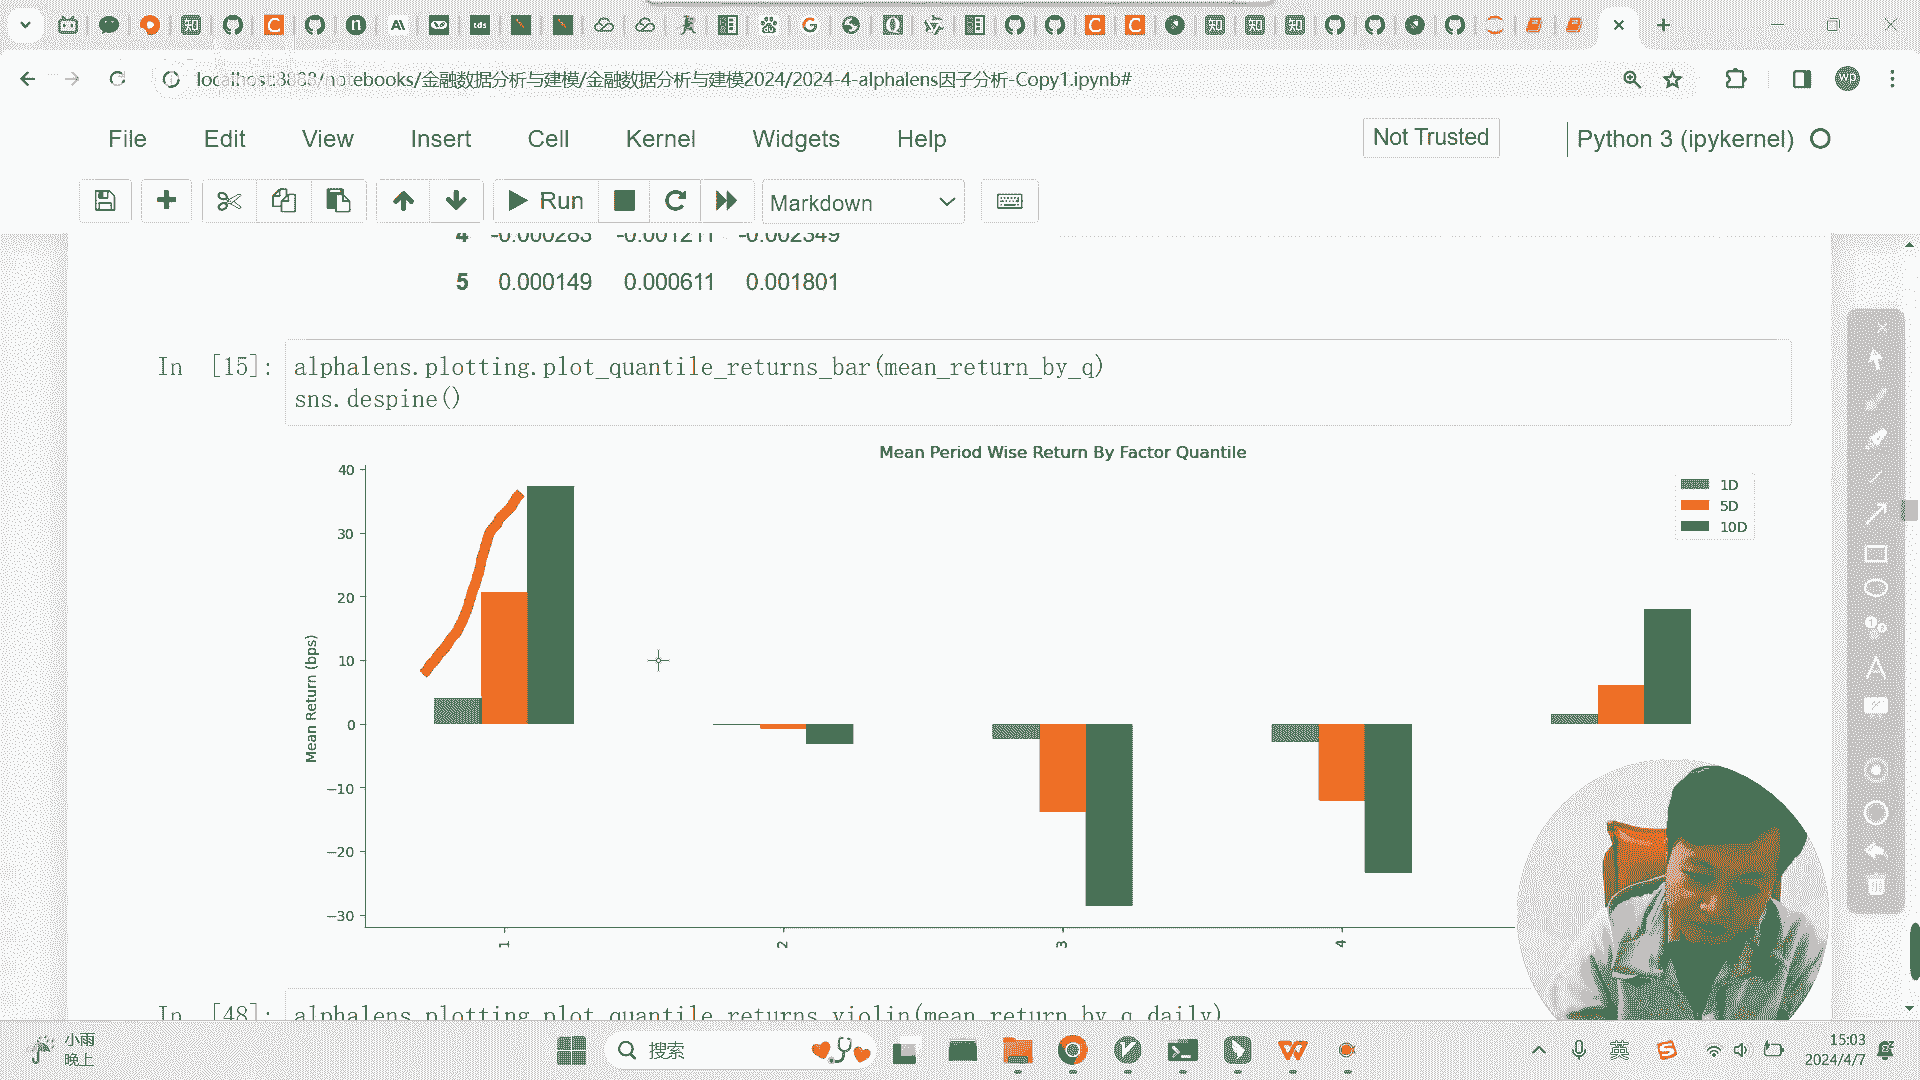 localhost:8888/notebooks/金融数据分析与建模/金融数据分析与建模2024/2024-4-alphalens因子分析-Copy1.ipynb#
wp
File Edit View Insert Cell Kernel Widgets Help Not Trusted Python 3 (ipykernel)
Run Markdown
4 -0.000283 -0.001211 -0.002349
5 0.000149 0.000611 0.001801
In [15]: alphalens.plotting.plot_quantile_returns_bar(mean_return_by_q)
sns.despine()
Mean Period Wise Return By Factor Quantile
1D
5D
10D
40
30
20
10
0
−10
−20
−30
Mean Return (bps)
1 2 3 4
In [48]: alphalens.plotting.plot_quantile_returns_violin(mean_return_by_q_daily)
小雨
晚上
搜索
英
15:03
2024/4/7